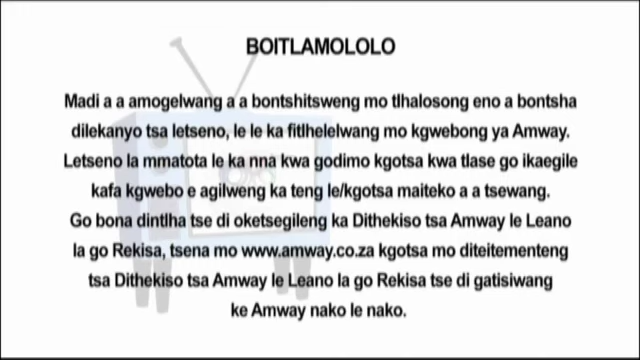 BOITLAMOLOLO
Madi a a amogelwang a a bontshitsweng mo tlhalosong eno a bontsha
dilekanyo tsa letseno, le le ka fitlhelelwang mo kgwebong ya Amway.
Letseno la mmatota le ka nna kwa godimo kgotsa kwa tlase go ikaegile
kafa kgwebo e agilweng ka teng le/kgotsa maiteko a a tsewang.
Go bona dintlha tse di oketsegileng ka Dithekiso tsa Amway le Leano
la go Rekisa, tsena mo www.amway.co.za kgotsa mo diteitementeng
tsa Dithekiso tsa Amway le Leano la go Rekisa tse di gatisiwang
ke Amway nako le nako.